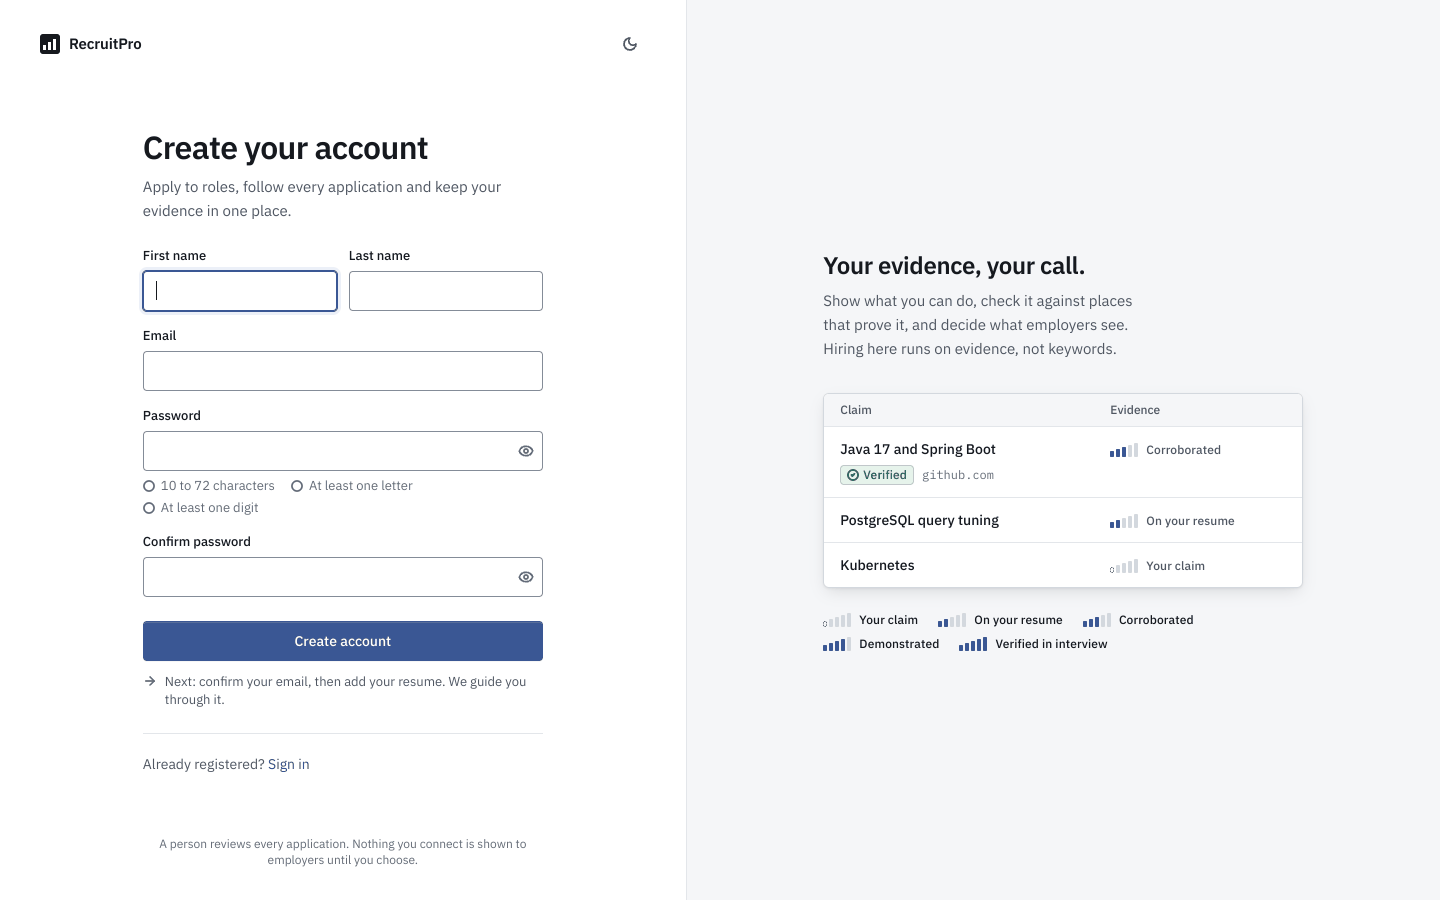 RecruitPro
Create your account
Apply to roles, follow every application and keep your
evidence in one place.
First name
Last name
Email
Password
10 to 72 characters
At least one letter
At least one digit
Confirm password
Create account
Next: confirm your email, then add your resume. We guide you
through it.
Already registered? Sign in
A person reviews every application. Nothing you connect is shown to
employers until you choose.
Your evidence, your call.
Show what you can do, check it against places
that prove it, and decide what employers see.
Hiring here runs on evidence, not keywords.
Claim
Evidence
Java 17 and Spring Boot
Corroborated
Verified
github.com
PostgreSQL query tuning
On your resume
Kubernetes
Your claim
Your claim
On your resume
Corroborated
Demonstrated
Verified in interview